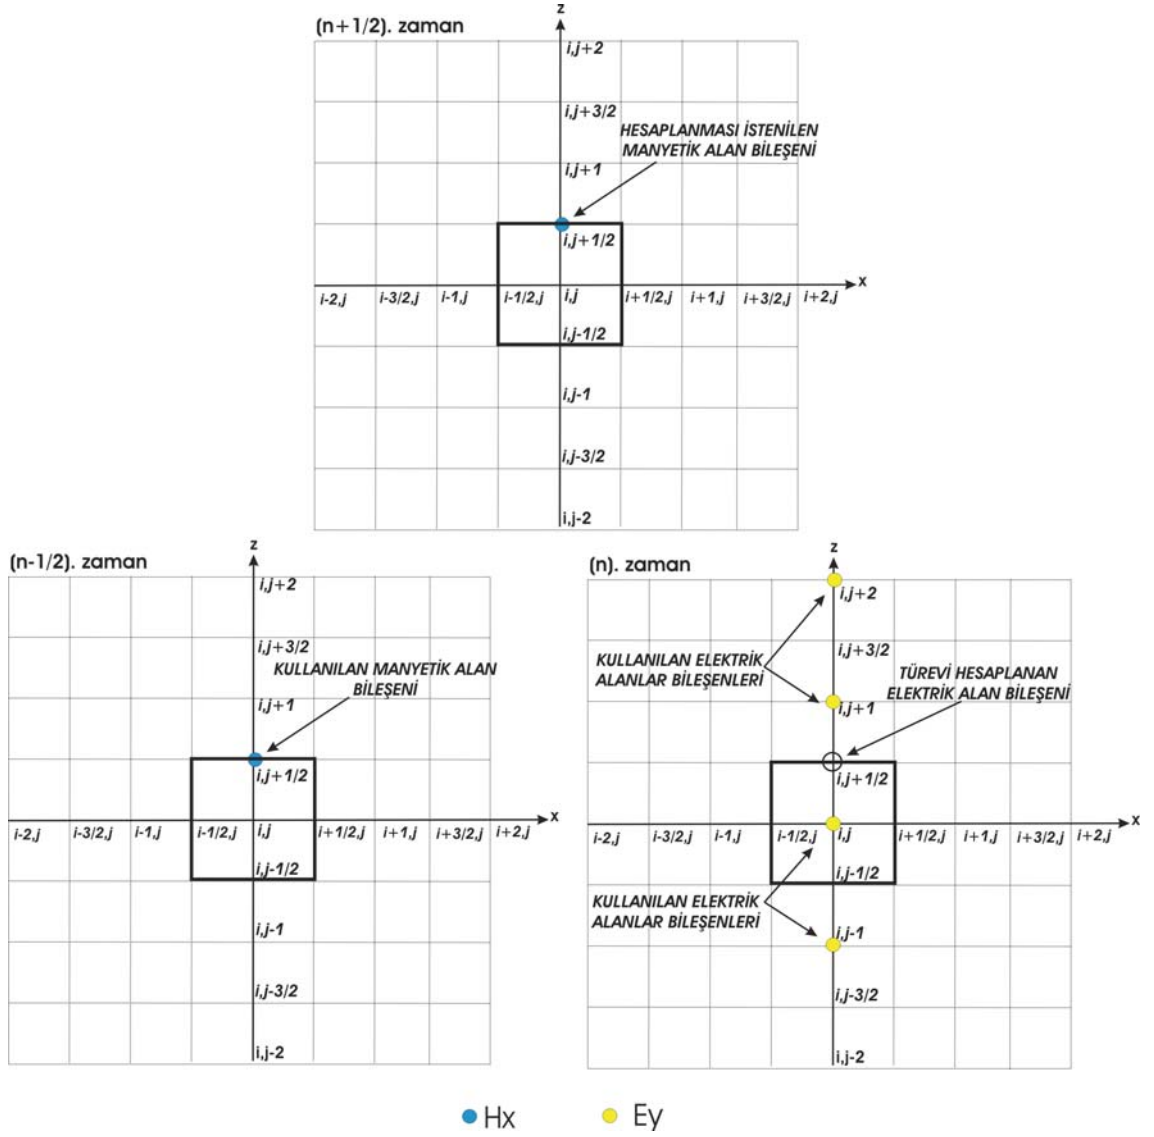 (n+1/2). zaman
z
i,j+2
i,j+3/2
HESAPLANMASI İSTENİLEN
MANYETİK ALAN BİLEŞENİ
i,j+1
i,j+1/2
x
i-2,j i-3/2,j i-1,j i-1/2,j i,j i+1/2,j i+1,j i+3/2,j i+2,j
i,j-1/2
i,j-1
i,j-3/2
i,j-2
(n-1/2). zaman
z
i,j+2
i,j+3/2
KULLANILAN MANYETİK ALAN
BİLEŞENİ
i,j+1
i,j+1/2
x
i-2,j i-3/2,j i-1,j i-1/2,j i,j i+1/2,j i+1,j i+3/2,j i+2,j
i,j-1/2
i,j-1
i,j-3/2
i,j-2
(n). zaman
z
i,j+2
i,j+3/2
KULLANILAN ELEKTRİK
ALANLAR BİLEŞENLERİ
TÜREVİ HESAPLANAN
ELEKTRİK ALAN BİLEŞENİ
i,j+1
i,j+1/2
x
i-2,j i-3/2,j i-1,j i-1/2,j i,j i+1/2,j i+1,j i+3/2,j i+2,j
i,j-1/2
KULLANILAN ELEKTRİK
ALANLAR BİLEŞENLERİ
i,j-1
i,j-3/2
i,j-2
Hx Ey